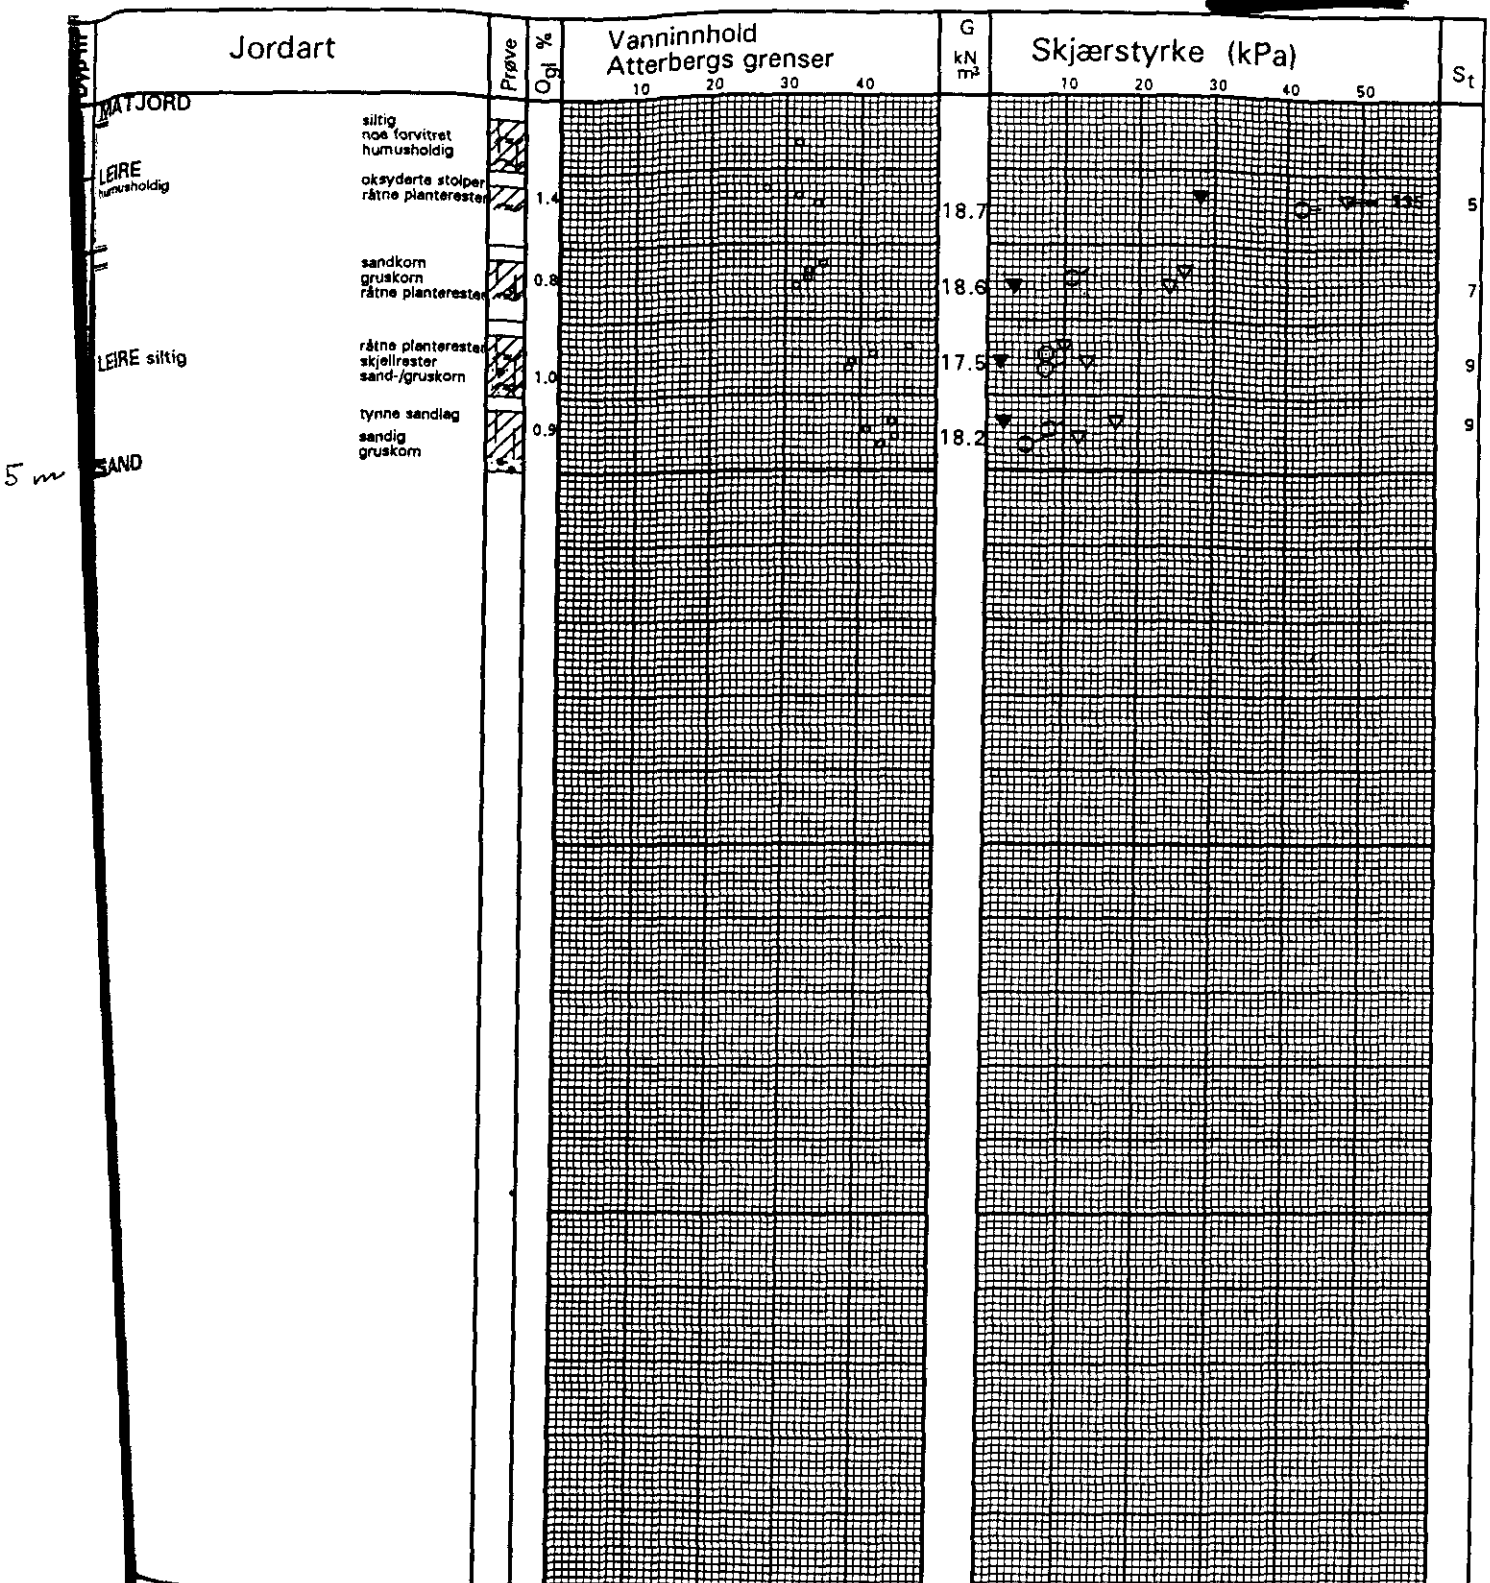 Jordart
Prøve
Ogl %
Vanninnhold
Atterbergs grenser
10 20 30 40
G
kN
m³
Skjærstyrke (kPa)
10 20 30 40 50
St
MATJORD
siltig
noe forvitret
humusholdig
LEIRE
humusholdig
oksyderte stolper
råtne planterester
1.4
18.7
135
5
sandkorn
gruskorn
råtne planterester
0.8
18.6
7
LEIRE siltig
råtne planterester
skjellrester
sand-/gruskorn
1.0
17.5
9
tynne sandlag
sandig
gruskorn
0.9
18.2
9
5 m
SAND